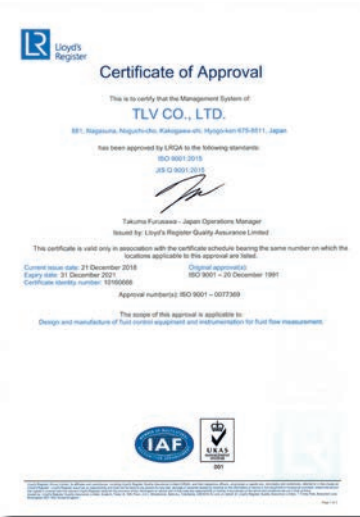 LR
Lloyd's
Register
Certificate of Approval
This is to certify that the Management System of:
TLV CO., LTD.
881, Nagasuna, Noguchi-cho, Kakogawa-shi, Hyogo-ken 675-8511, Japan
has been approved by LRQA to the following standards:
ISO 9001:2015
JIS Q 9001:2015
Takuma Furusawa - Japan Operations Manager
Issued by: Lloyd's Register Quality Assurance Limited
This certificate is valid only in association with the certificate schedule bearing the same number on which the
locations applicable to this approval are listed.
Current issue date: 21 December 2018
Expiry date: 31 December 2021
Certificate identity number: 10160668
Original approval(s):
ISO 9001 – 20 December 1991
Approval number(s): ISO 9001 – 0077369
The scope of this approval is applicable to:
Design and manufacture of fluid control equipment and instrumentation for fluid flow measurement.
IAF
UKAS
MANAGEMENT
SYSTEMS
001